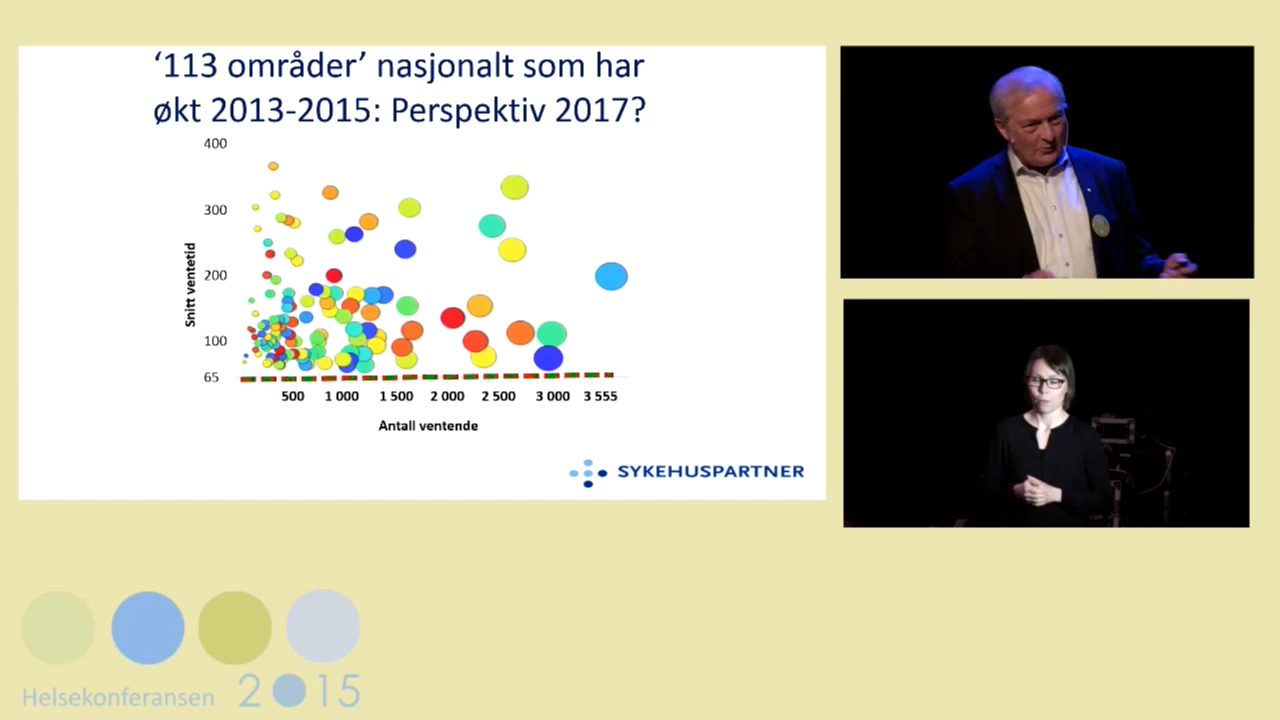 ‘113 områder’ nasjonalt som har
økt 2013-2015: Perspektiv 2017?
400
300
200
100
65
Snitt ventetid
500 1 000 1 500 2 000 2 500 3 000 3 555
Antall ventende
SYKEHUSPARTNER
Helsekonferansen 2015